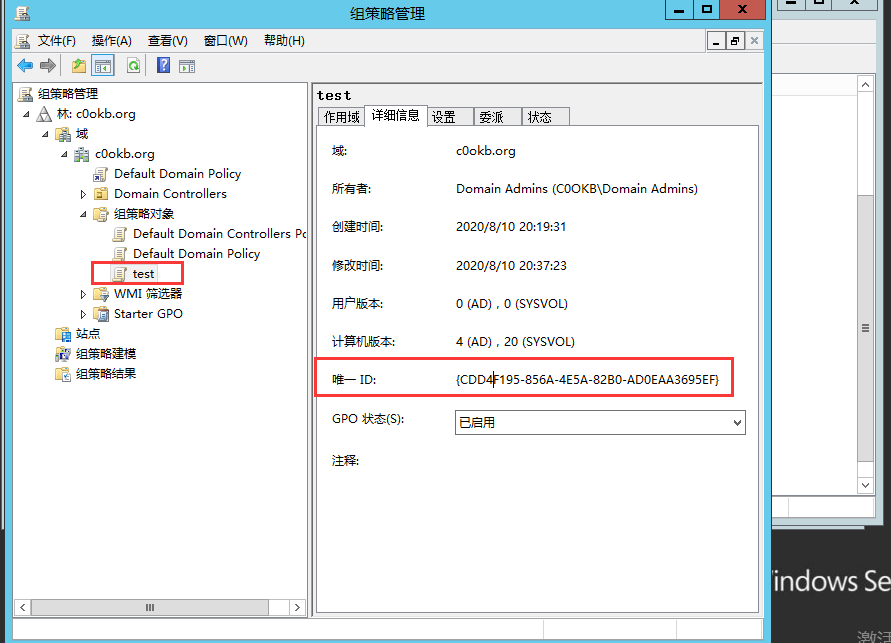 组策略管理
文件(F) 操作(A) 查看(V) 窗口(W) 帮助(H)
组策略管理
林: c0okb.org
域
c0okb.org
Default Domain Policy
Domain Controllers
组策略对象
Default Domain Controllers Po
Default Domain Policy
test
WMI 筛选器
Starter GPO
站点
组策略建模
组策略结果
test
作用域 详细信息 设置 委派 状态
域: c0okb.org
所有者: Domain Admins (C0OKB\Domain Admins)
创建时间: 2020/8/10 20:19:31
修改时间: 2020/8/10 20:37:23
用户版本: 0 (AD)，0 (SYSVOL)
计算机版本: 4 (AD)，20 (SYSVOL)
唯一 ID: {CDD4F195-856A-4E5A-82B0-AD0EAA3695EF}
GPO 状态(S): 已启用
注释:
indows Se
激活